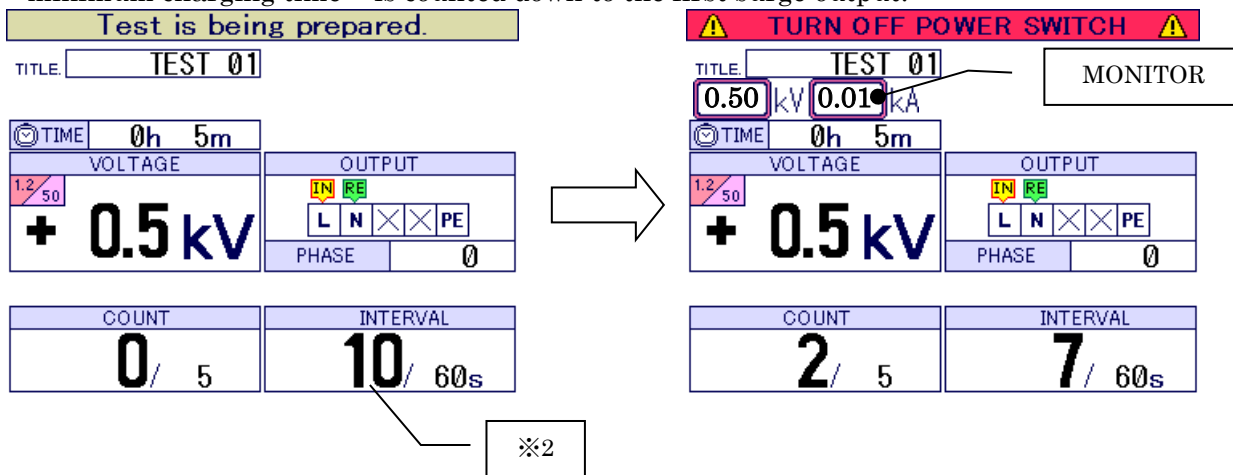 minimum charging time" is counted down to the first surge output.
Test is being prepared.
TITLE. TEST 01
TIME 0h 5m
VOLTAGE
1.2/50
+ 0.5 kV
OUTPUT
IN RE
L N PE
PHASE 0
COUNT
0/ 5
INTERVAL
10/ 60s
※2
TURN OFF POWER SWITCH
TITLE. TEST 01
0.50 kV 0.01 kA
MONITOR
TIME 0h 5m
VOLTAGE
1.2/50
+ 0.5 kV
OUTPUT
IN RE
L N PE
PHASE 0
COUNT
2/ 5
INTERVAL
7/ 60s